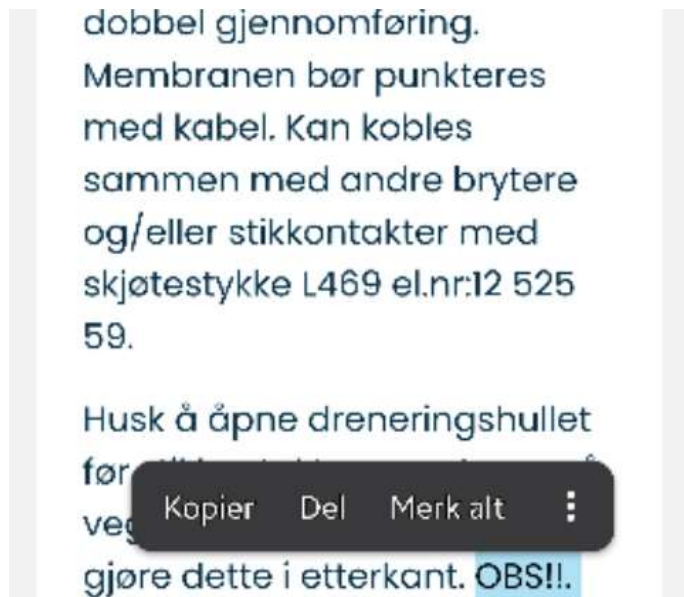 dobbel gjennomføring.
Membranen bør punkteres
med kabel. Kan kobles
sammen med andre brytere
og/eller stikkontakter med
skjøtestykke L469 el.nr:12 525
59.
Husk å åpne dreneringshullet
før
Kopier Del Merk alt
gjøre dette i etterkant. OBS!!.